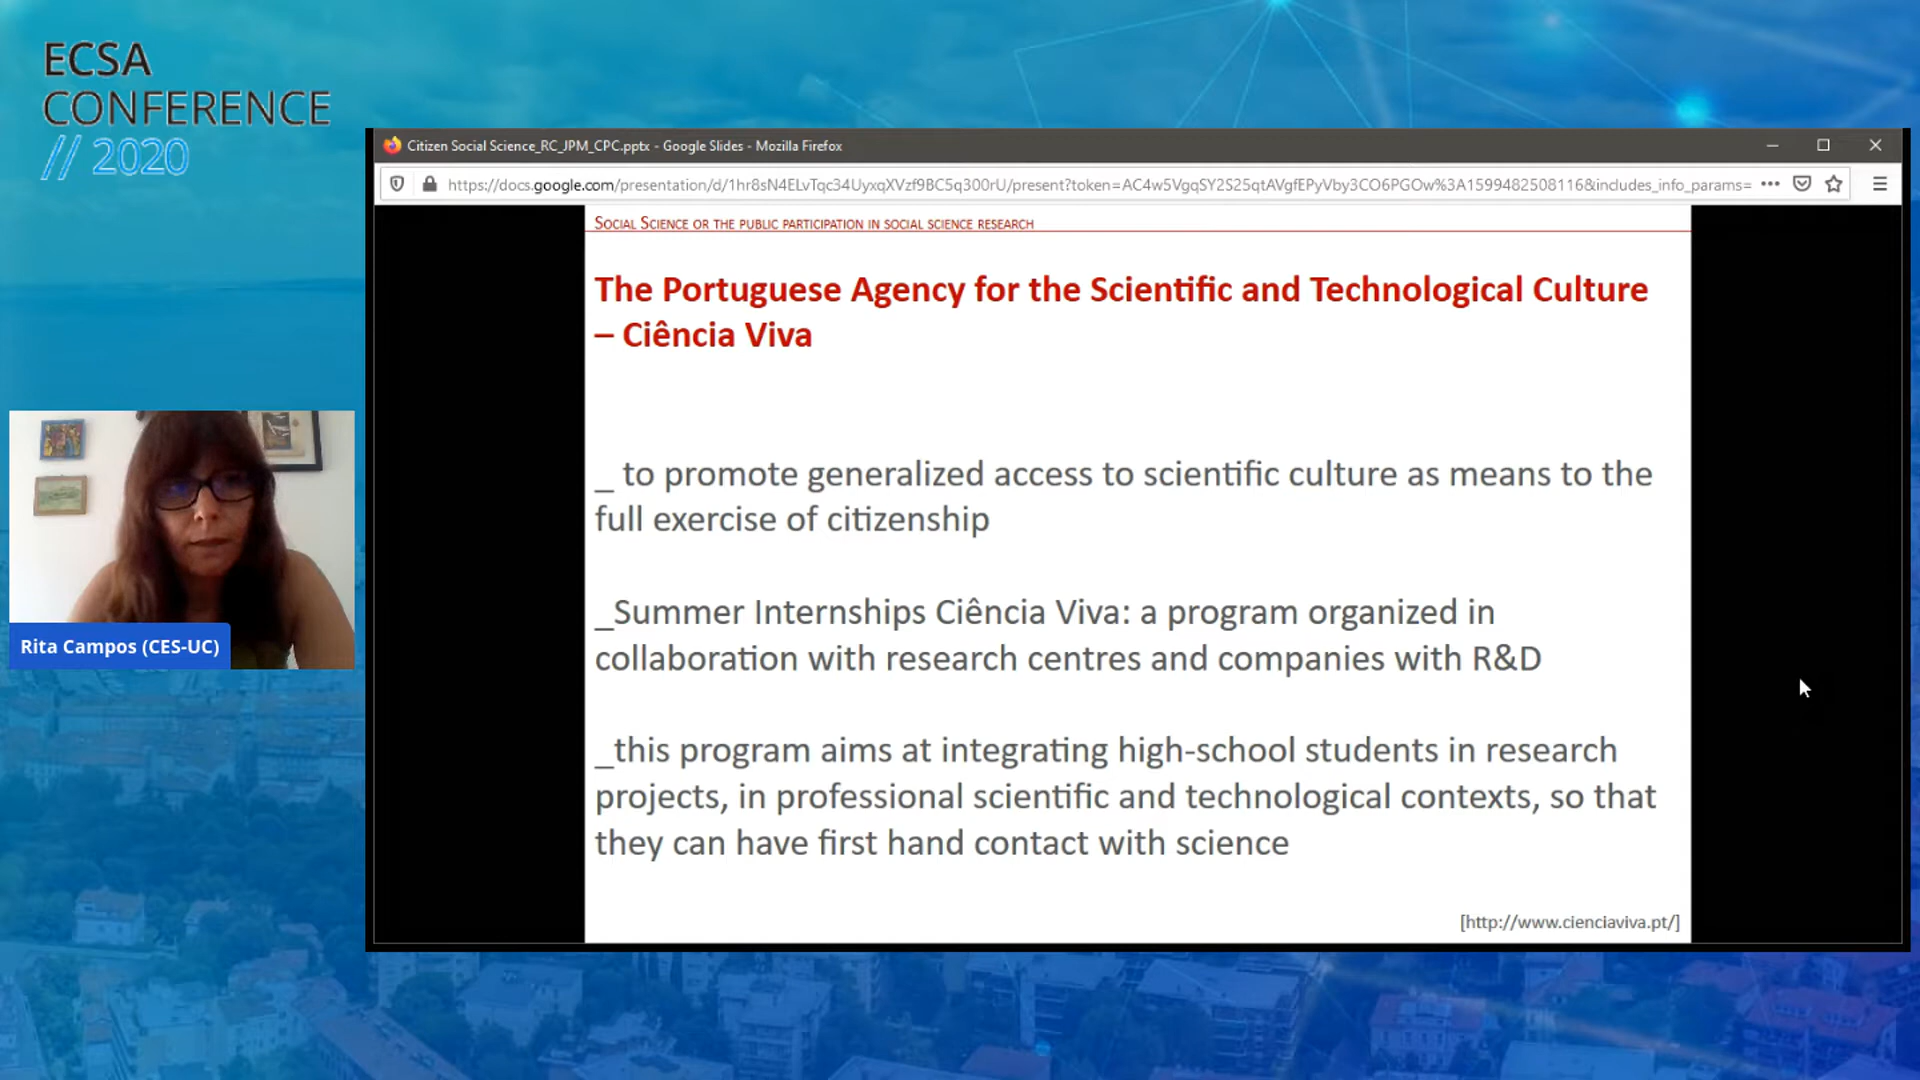 ECSA
CONFERENCE
// 2020
Citizen Social Science_RC_JPM_CPC.pptx - Google Slides - Mozilla Firefox
https://docs.google.com/presentation/d/1hr8sN4ELvTqc34UyxqXVzf9BC5q300rU/present?token=AC4w5VgqSY2S25qtAVgfEPyVby3CO6PGOw%3A1599482508116&includes_info_params=
SOCIAL SCIENCE OR THE PUBLIC PARTICIPATION IN SOCIAL SCIENCE RESEARCH
The Portuguese Agency for the Scientific and Technological Culture
– Ciência Viva
_ to promote generalized access to scientific culture as means to the
full exercise of citizenship
_Summer Internships Ciência Viva: a program organized in
collaboration with research centres and companies with R&D
_this program aims at integrating high-school students in research
projects, in professional scientific and technological contexts, so that
they can have first hand contact with science
[http://www.cienciaviva.pt/]
Rita Campos (CES-UC)